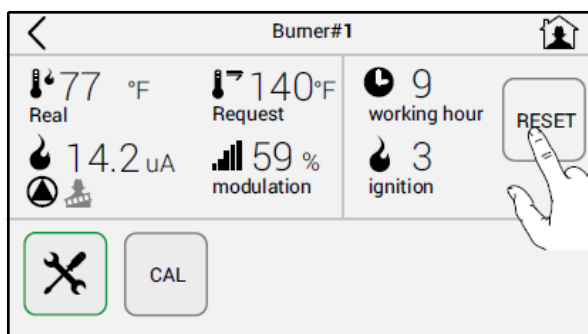 Burner#1
77 °F
Real
140°F
Request
9
working hour
RESET
14.2 uA
59 %
modulation
3
ignition
CAL